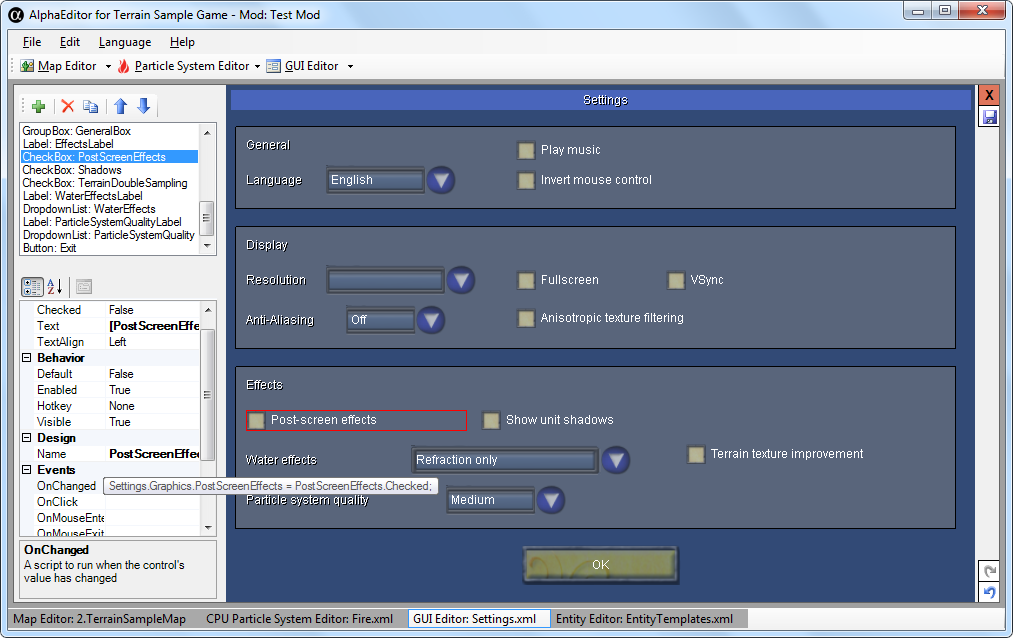 AlphaEditor for Terrain Sample Game - Mod: Test Mod
File Edit Language Help
Map Editor Particle System Editor GUI Editor
GroupBox: GeneralBox
Label: EffectsLabel
CheckBox: PostScreenEffects
CheckBox: Shadows
CheckBox: TerrainDoubleSampling
Label: WaterEffectsLabel
DropdownList: WaterEffects
Label: ParticleSystemQualityLabel
DropdownList: ParticleSystemQuality
Button: Exit
Checked False
Text [PostScreenEffe
TextAlign Left
Behavior
Default False
Enabled True
Hotkey None
Visible True
Design
Name PostScreenEffe
Events
OnChanged Settings.Graphics.PostScreenEffects = PostScreenEffects.Checked;
OnClick
OnMouseEnte
OnMouseExit
OnChanged
A script to run when the control's
value has changed
Settings
X
General
Play music
Language English
Invert mouse control
Display
Resolution
Fullscreen
VSync
Anti-Aliasing Off
Anisotropic texture filtering
Effects
Post-screen effects
Show unit shadows
Water effects Refraction only
Terrain texture improvement
Particle system quality Medium
OK
Map Editor: 2.TerrainSampleMap CPU Particle System Editor: Fire.xml GUI Editor: Settings.xml Entity Editor: EntityTemplates.xml